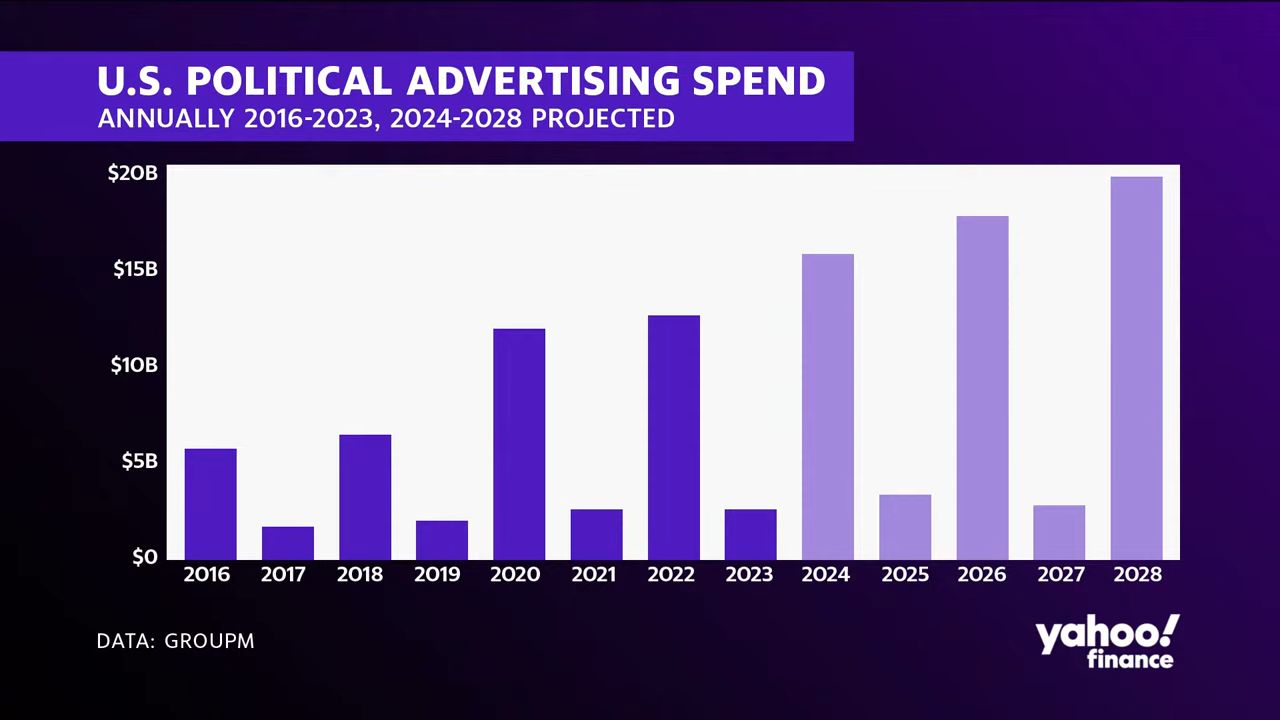 U.S. POLITICAL ADVERTISING SPEND
ANNUALLY 2016-2023, 2024-2028 PROJECTED
$20B
$15B
$10B
$5B
$0
2016 2017 2018 2019 2020 2021 2022 2023 2024 2025 2026 2027 2028
DATA: GROUPM
yahoo!
finance